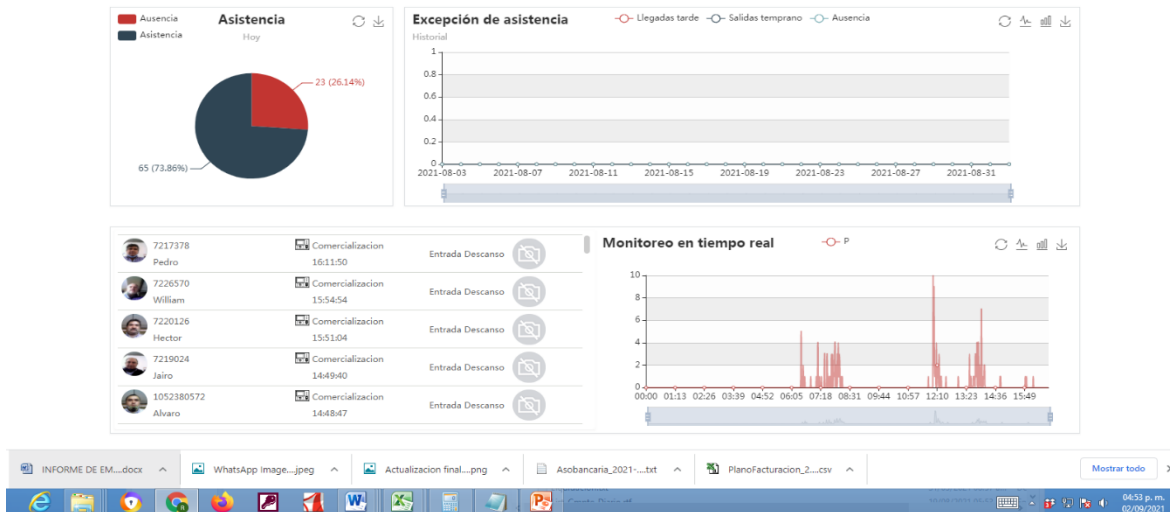 Ausencia
Asistencia
Asistencia
Hoy
23 (26.14%)
65 (73.86%)
Excepción de asistencia
Historial
Llegadas tarde
Salidas temprano
Ausencia
1
0.8
0.6
0.4
0.2
0
2021-08-03 2021-08-07 2021-08-11 2021-08-15 2021-08-19 2021-08-23 2021-08-27 2021-08-31
7217378 Comercializacion
Pedro 16:11:50 Entrada Descanso
7226570 Comercializacion
William 15:54:54 Entrada Descanso
7220126 Comercializacion
Hector 15:51:04 Entrada Descanso
7219024 Comercializacion
Jairo 14:49:40 Entrada Descanso
1052380572 Comercializacion
Alvaro 14:48:47 Entrada Descanso
Monitoreo en tiempo real
P
10
8
6
4
2
0
00:00 01:13 02:26 03:39 04:52 06:05 07:18 08:31 09:44 10:57 12:10 13:23 14:36 15:49
INFORME DE EM....docx
WhatsApp Image...jpeg
Actualizacion final....png
Asobancaria_2021-....txt
PlanoFacturacion_2....csv
Mostrar todo
04:53 p. m.
02/09/2021